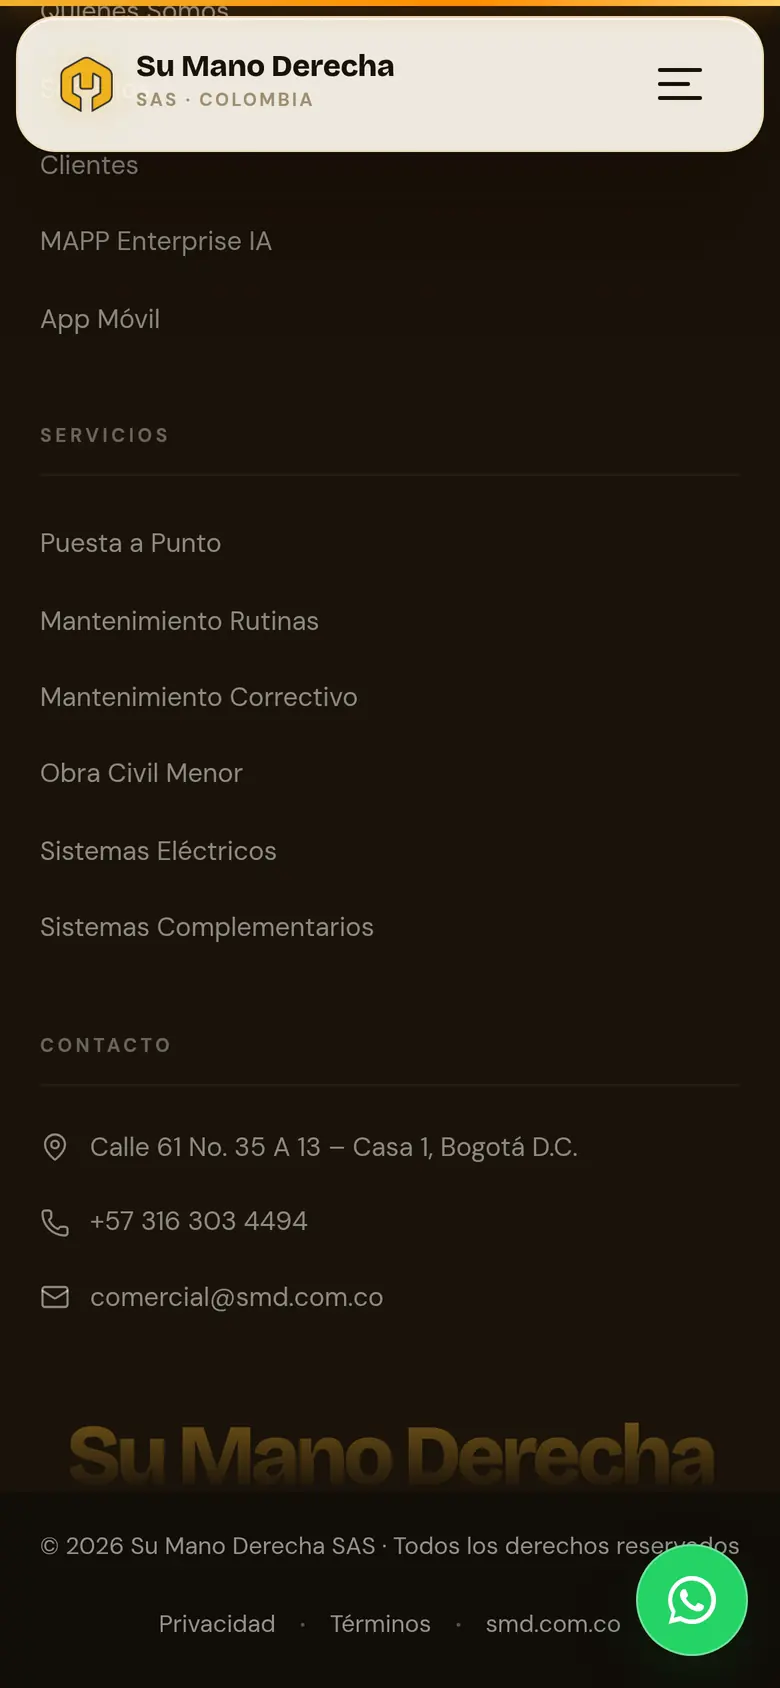 Quiénes Somos
Su Mano Derecha
SAS · COLOMBIA
Clientes
MAPP Enterprise IA
App Móvil
SERVICIOS
Puesta a Punto
Mantenimiento Rutinas
Mantenimiento Correctivo
Obra Civil Menor
Sistemas Eléctricos
Sistemas Complementarios
CONTACTO
Calle 61 No. 35 A 13 – Casa 1, Bogotá D.C.
+57 316 303 4494
comercial@smd.com.co
Su Mano Derecha
© 2026 Su Mano Derecha SAS · Todos los derechos reservados
Privacidad · Términos · smd.com.co